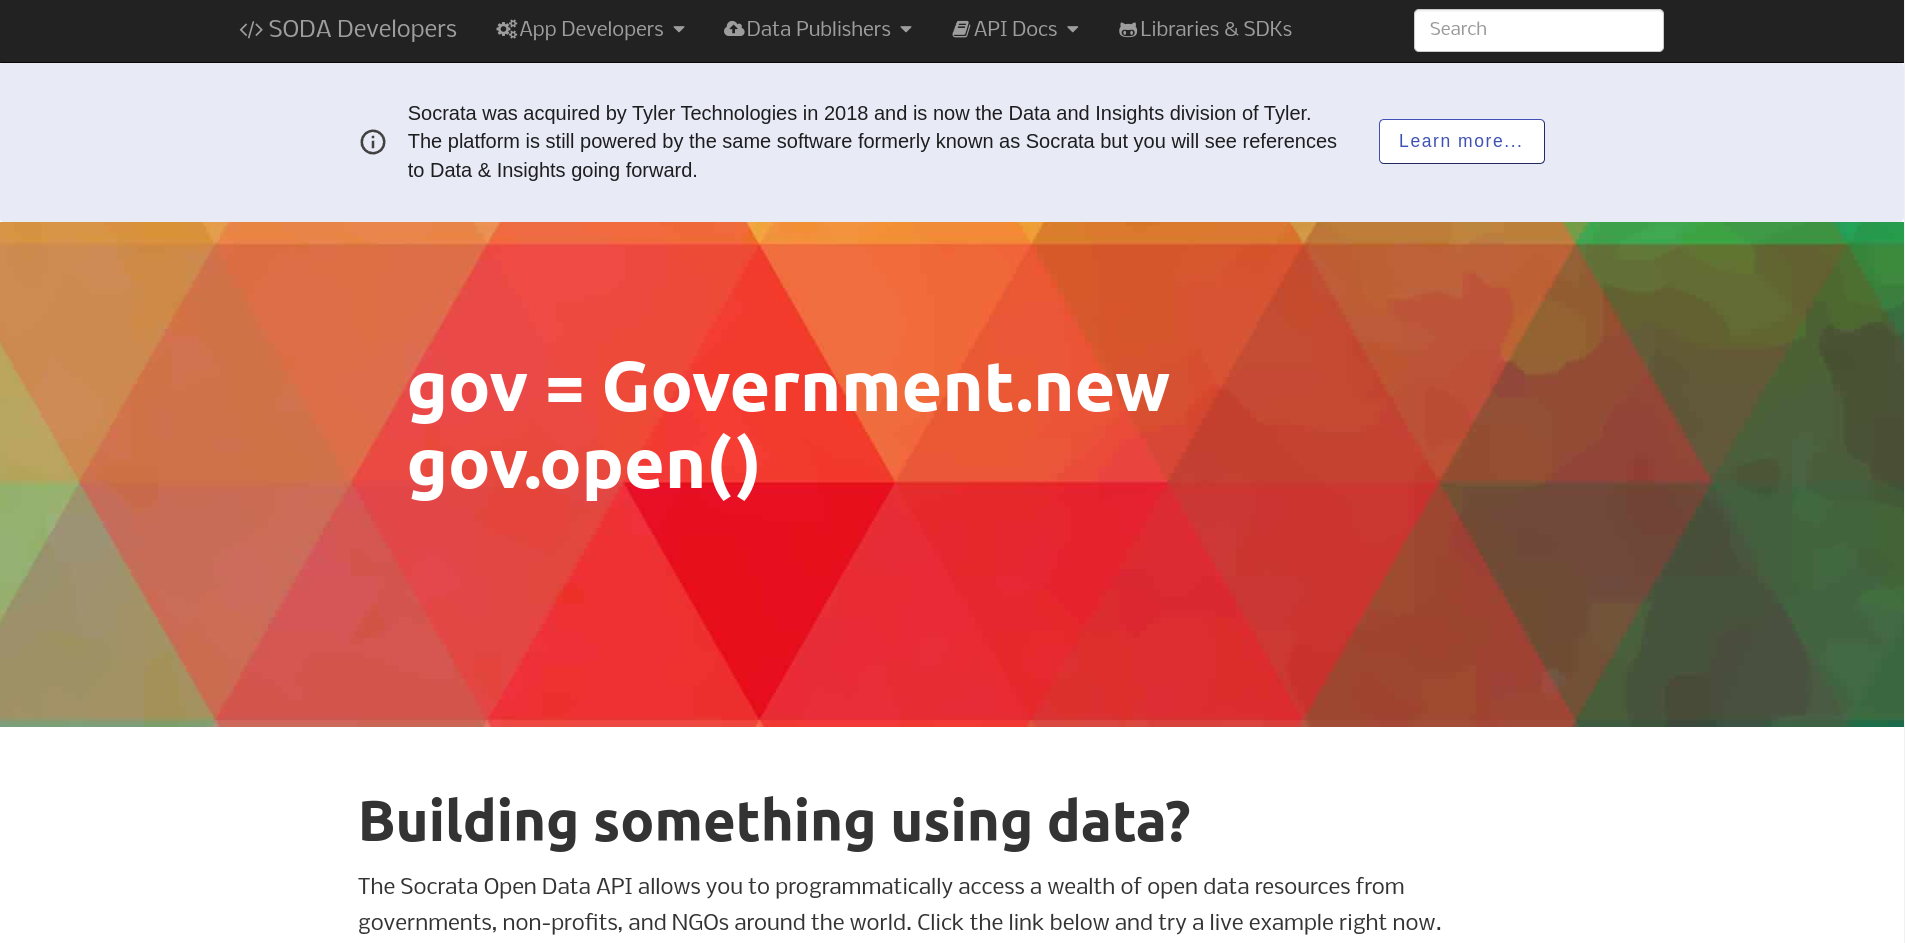 </> SODA Developers App Developers Data Publishers API Docs Libraries & SDKs Search
Socrata was acquired by Tyler Technologies in 2018 and is now the Data and Insights division of Tyler.
The platform is still powered by the same software formerly known as Socrata but you will see references
to Data & Insights going forward.
Learn more...
gov = Government.new
gov.open()
Building something using data?
The Socrata Open Data API allows you to programmatically access a wealth of open data resources from
governments, non-profits, and NGOs around the world. Click the link below and try a live example right now.